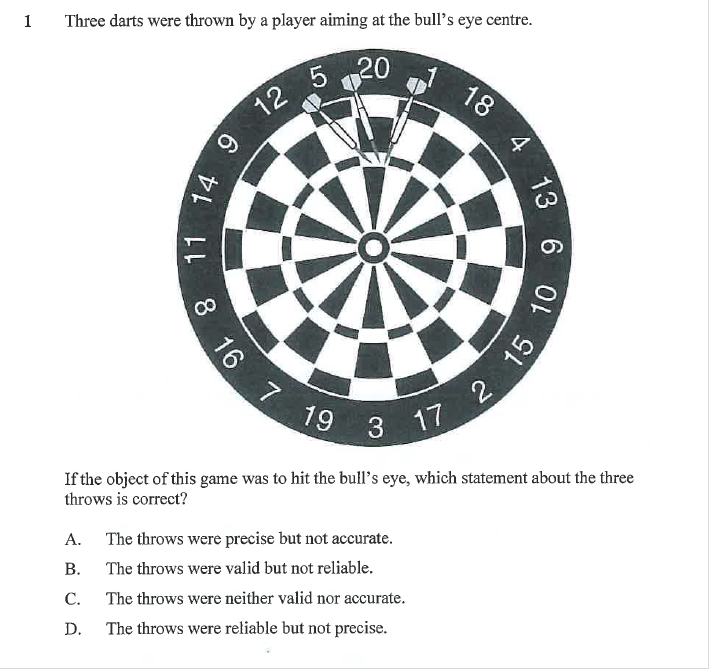 1 Three darts were thrown by a player aiming at the bull's eye centre.
5 20 1
12 18
9 4
14 13
11 6
8 10
16 15
7 2
19 3 17
If the object of this game was to hit the bull's eye, which statement about the three
throws is correct?
A. The throws were precise but not accurate.
B. The throws were valid but not reliable.
C. The throws were neither valid nor accurate.
D. The throws were reliable but not precise.